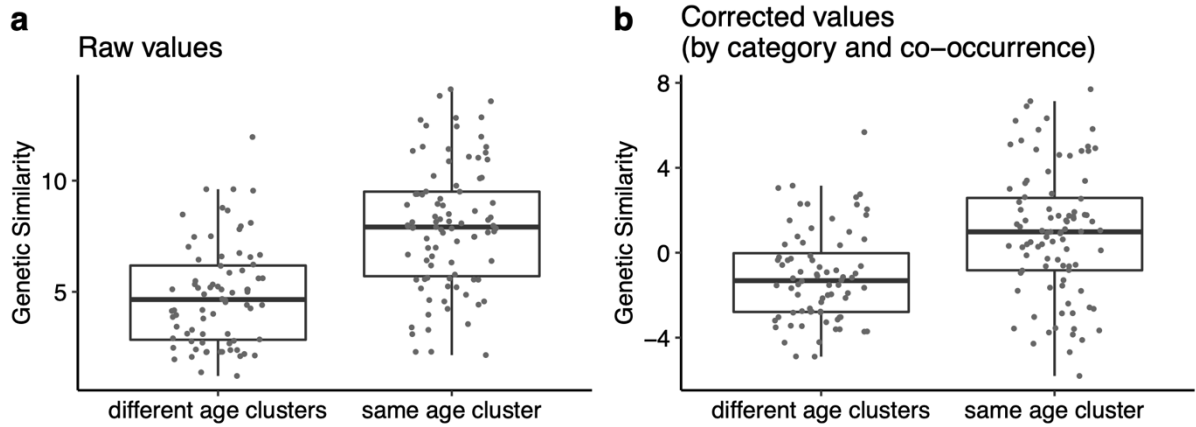 a
Raw values
Genetic Similarity
10
5
different age clusters
same age cluster
b
Corrected values
(by category and co−occurrence)
Genetic Similarity
8
4
0
−4
different age clusters
same age cluster